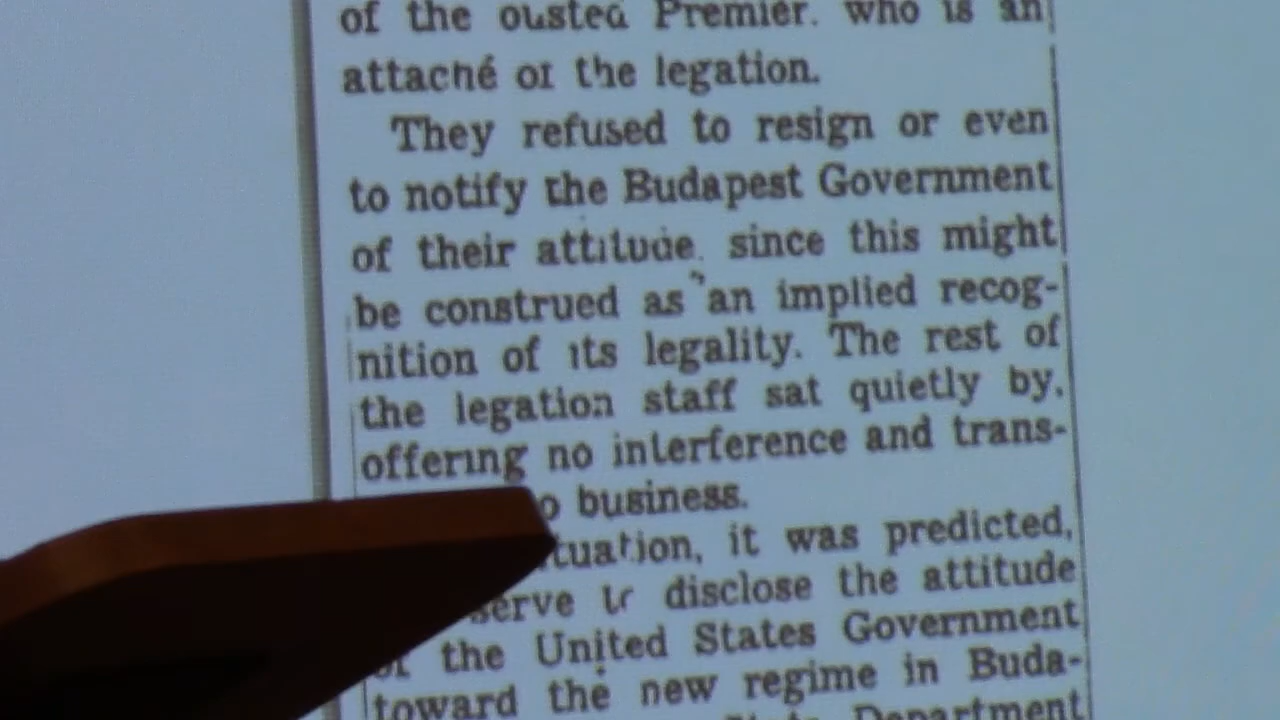 of the ousted Premier, who is an
attaché of the legation.
They refused to resign or even
to notify the Budapest Government
of their attitude, since this might
be construed as an implied recog-
nition of its legality. The rest of
the legation staff sat quietly by,
offering no interference and trans-
business.
it was predicted,
disclose the attitude
the United States Government
toward the new regime in Buda-
Department